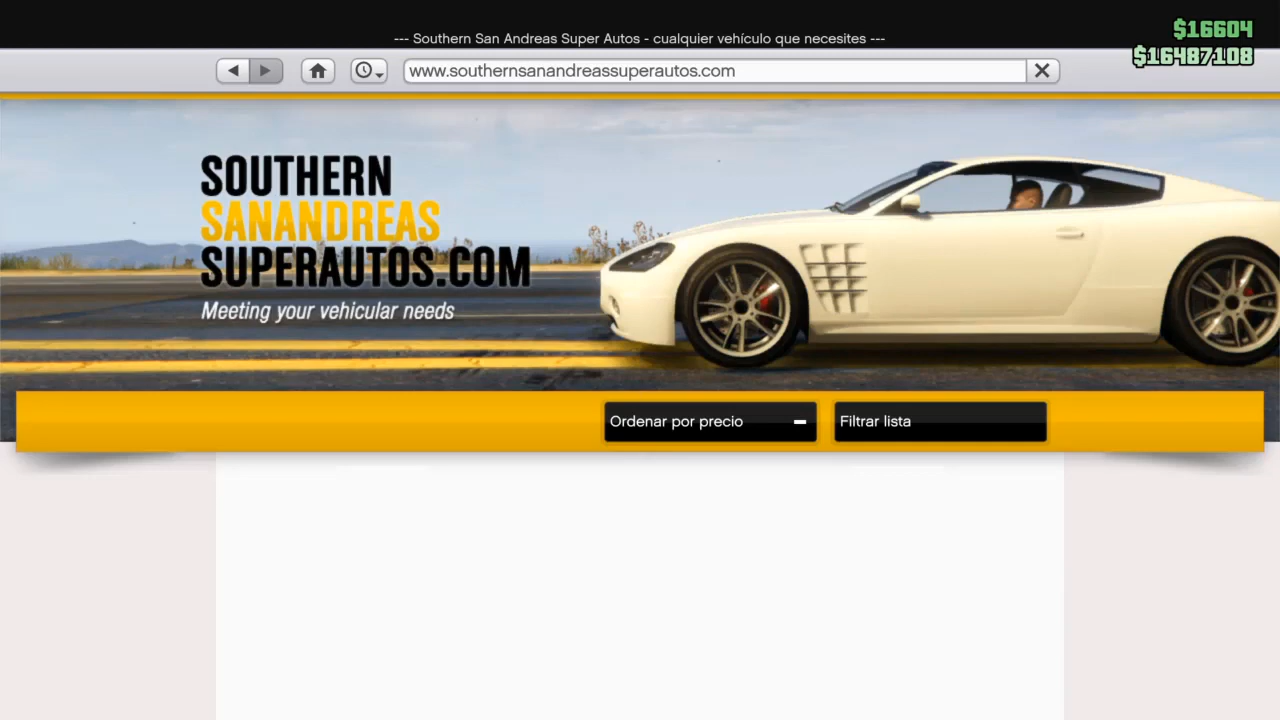 --- Southern San Andreas Super Autos - cualquier vehículo que necesites ---
$16604
$16487108
www.southernsanandreassuperautos.com
SOUTHERN
SANANDREAS
SUPERAUTOS.COM
Meeting your vehicular needs
Ordenar por precio
Filtrar lista